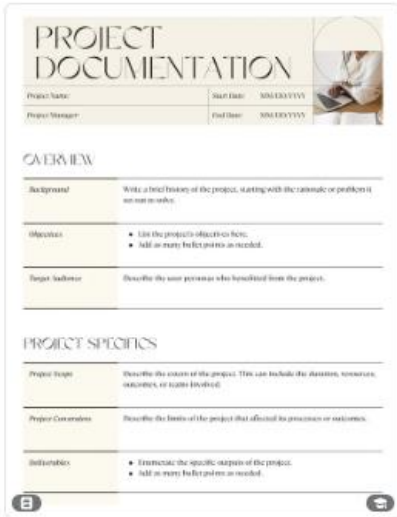 PROJECT
DOCUMENTATION
Project Name: Start Date: MM/DD/YYYY
Project Manager: End Date: MM/DD/YYYY
OVERVIEW
Background Write a brief history of the project, starting with the rationale or problem it
set out to solve.
Objectives • List the project's objectives here.
• Add as many bullet points as needed.
Target Audience Describe the user personas who benefitted from the project.
PROJECT SPECIFICS
Project Scope Describe the extent of the project. This can include the duration, resources,
outcomes, or teams involved.
Project Constraints Describe the limits of the project that affected its processes or outcomes.
Deliverables • Enumerate the specific outputs of the project.
• Add as many bullet points as needed.